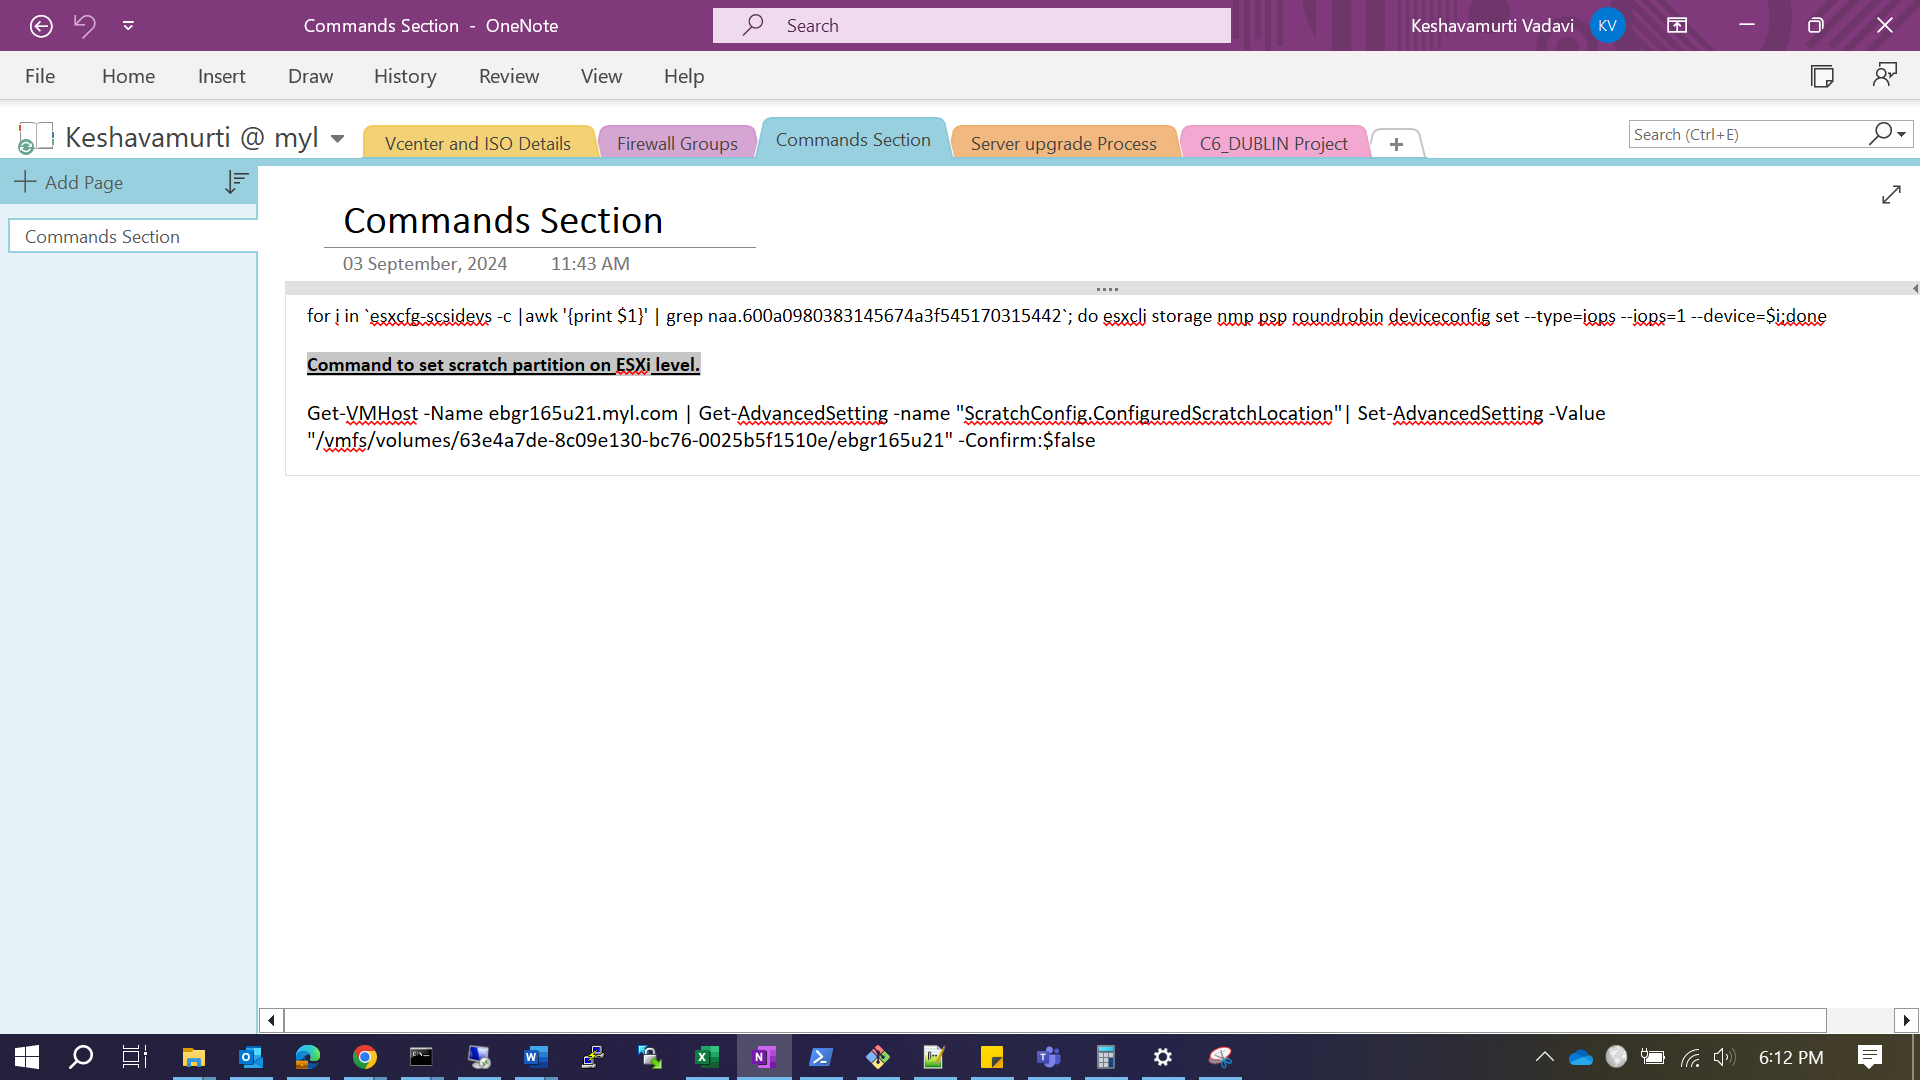 Commands Section - OneNote
Search
Keshavamurti Vadavi
KV
File
Home
Insert
Draw
History
Review
View
Help
Keshavamurti @ myl
Vcenter and ISO Details
Firewall Groups
Commands Section
Server upgrade Process
C6_DUBLIN Project
Search (Ctrl+E)
Add Page
Commands Section
Commands Section
03 September, 2024
11:43 AM
for i in `esxcfg-scsidevs -c |awk '{print $1}' | grep naa.600a0980383145674a3f545170315442`; do esxcli storage nmp psp roundrobin deviceconfig set --type=iops --iops=1 --device=$i;done
Command to set scratch partition on ESXi level.
Get-VMHost -Name ebgr165u21.myl.com | Get-AdvancedSetting -name "ScratchConfig.ConfiguredScratchLocation"| Set-AdvancedSetting -Value
"/vmfs/volumes/63e4a7de-8c09e130-bc76-0025b5f1510e/ebgr165u21" -Confirm:$false
6:12 PM